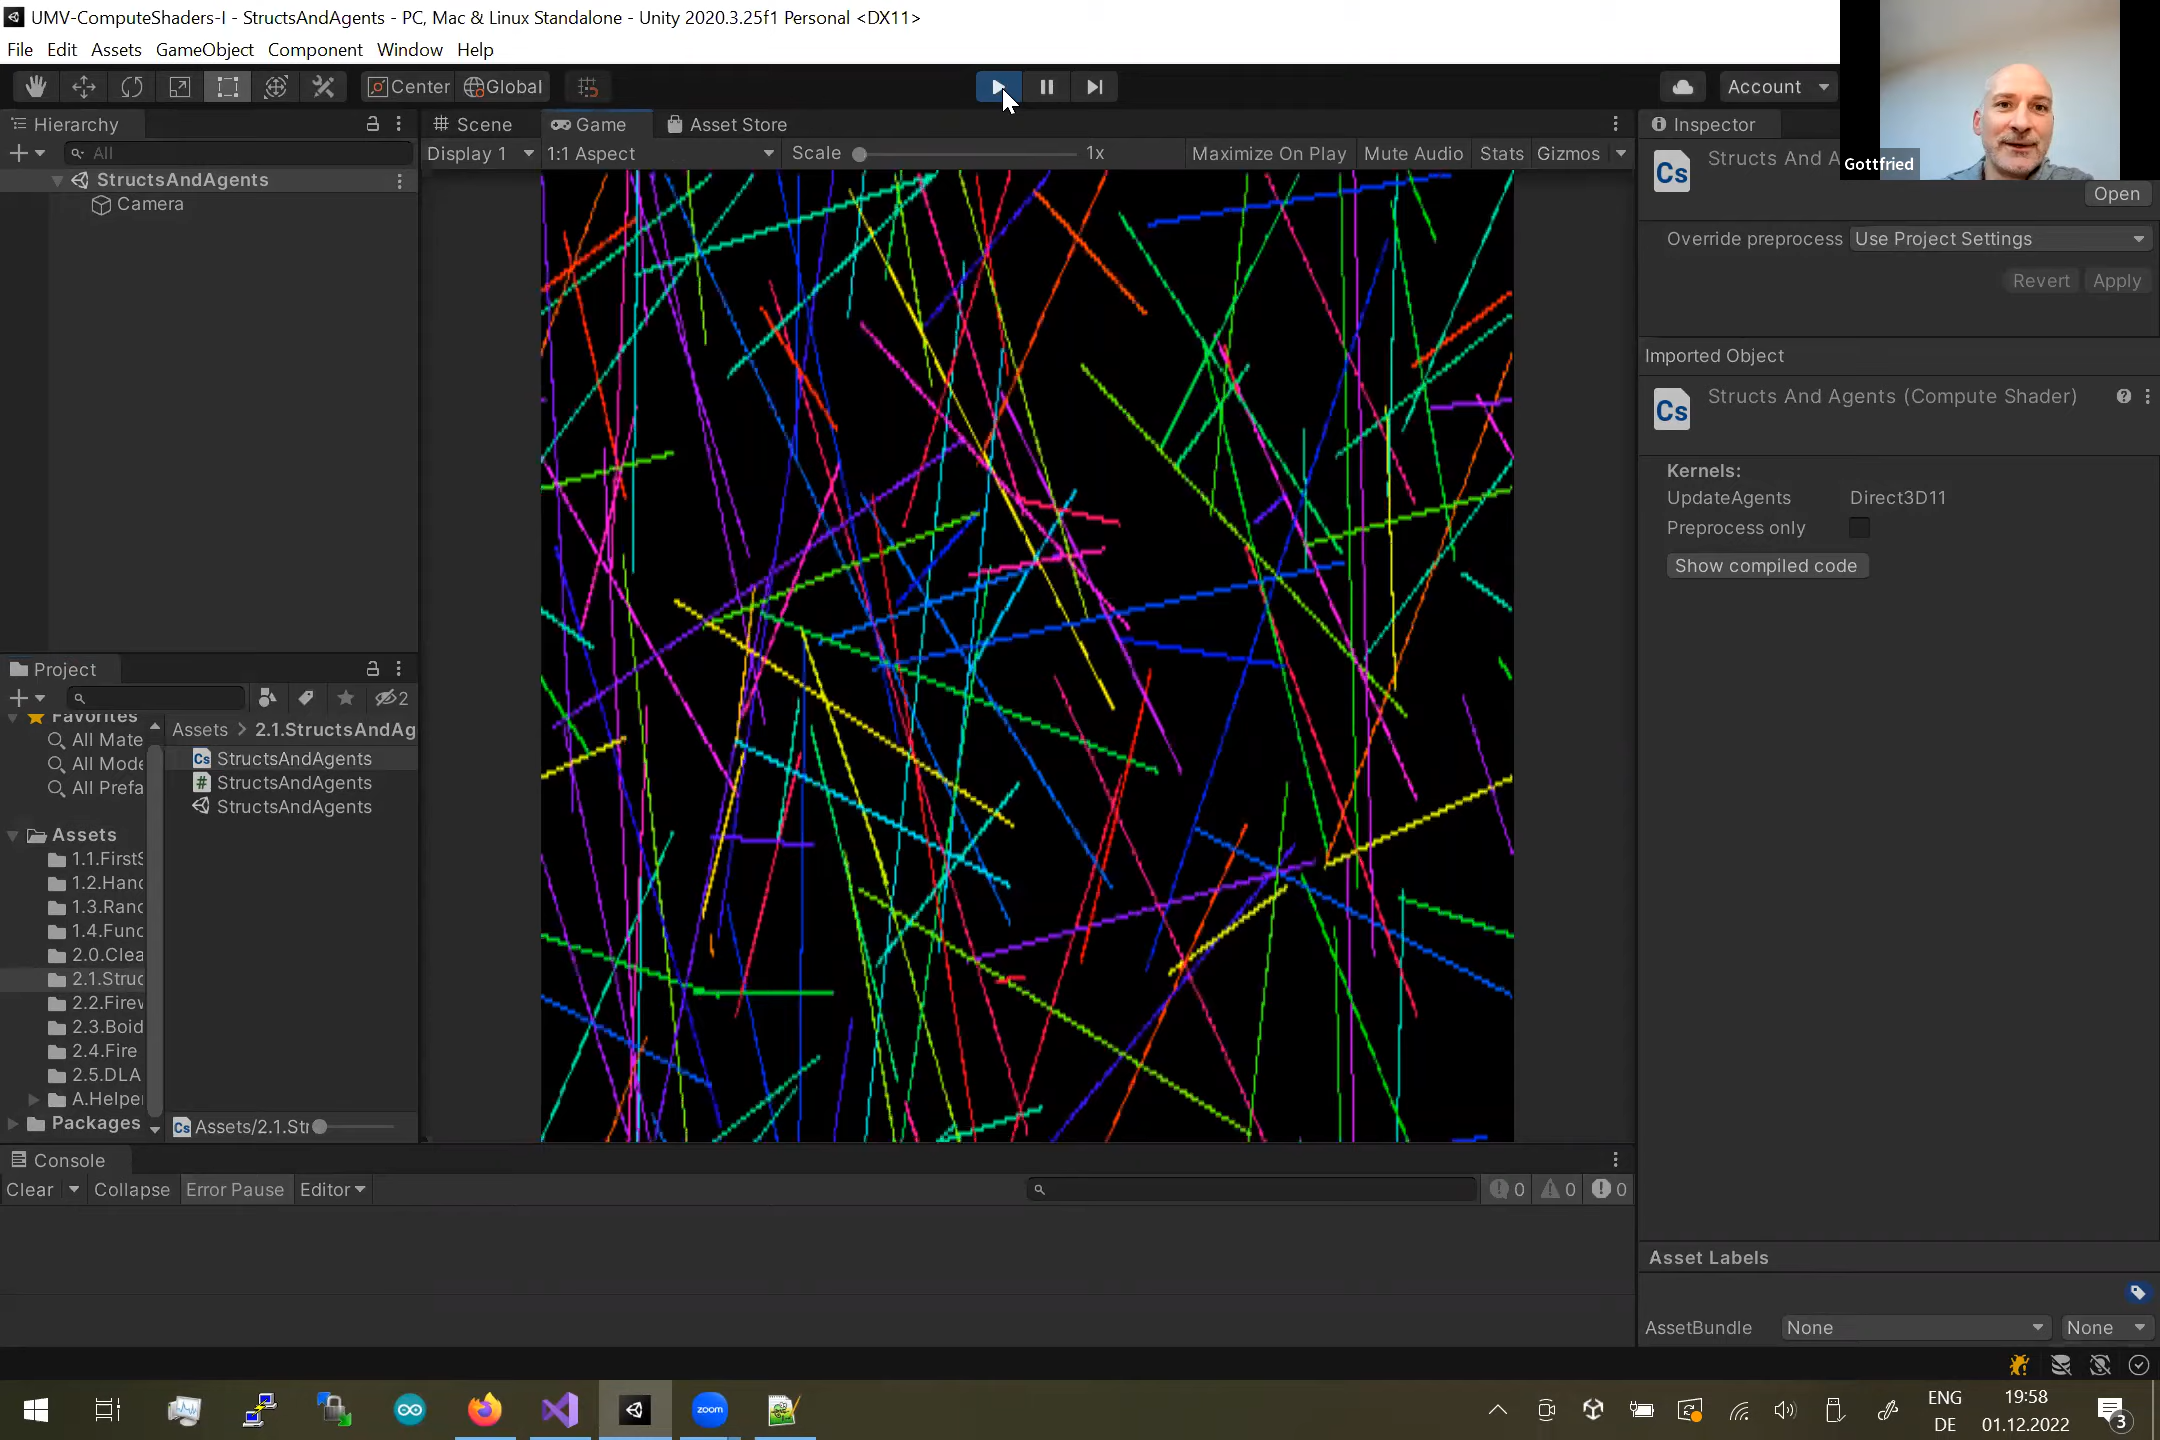 UMV-ComputeShaders-I - StructsAndAgents - PC, Mac & Linux Standalone - Unity 2020.3.25f1 Personal <DX11>
File Edit Assets GameObject Component Window Help
Center Global
Account
Gottfried
Hierarchy
All
StructsAndAgents
Camera
Scene Game Asset Store
Display 1 1:1 Aspect Scale 1x Maximize On Play Mute Audio Stats Gizmos
Inspector
Structs And A
Open
Override preprocess Use Project Settings
Revert Apply
Imported Object
Structs And Agents (Compute Shader)
Kernels:
UpdateAgents Direct3D11
Preprocess only
Show compiled code
Project
2
Favorites
All Mate
All Mode
All Prefa
Assets
1.1.FirstS
1.2.Hand
1.3.Rand
1.4.Func
2.0.Clea
2.1.Struc
2.2.Firew
2.3.Boid
2.4.Fire
2.5.DLA
A.Helper
Packages
Assets > 2.1.StructsAndAg
Cs StructsAndAgents
# StructsAndAgents
StructsAndAgents
Cs Assets/2.1.Str
Console
Clear Collapse Error Pause Editor
0 0 0
Asset Labels
AssetBundle None None
zoom
ENG
DE
19:58
01.12.2022
3